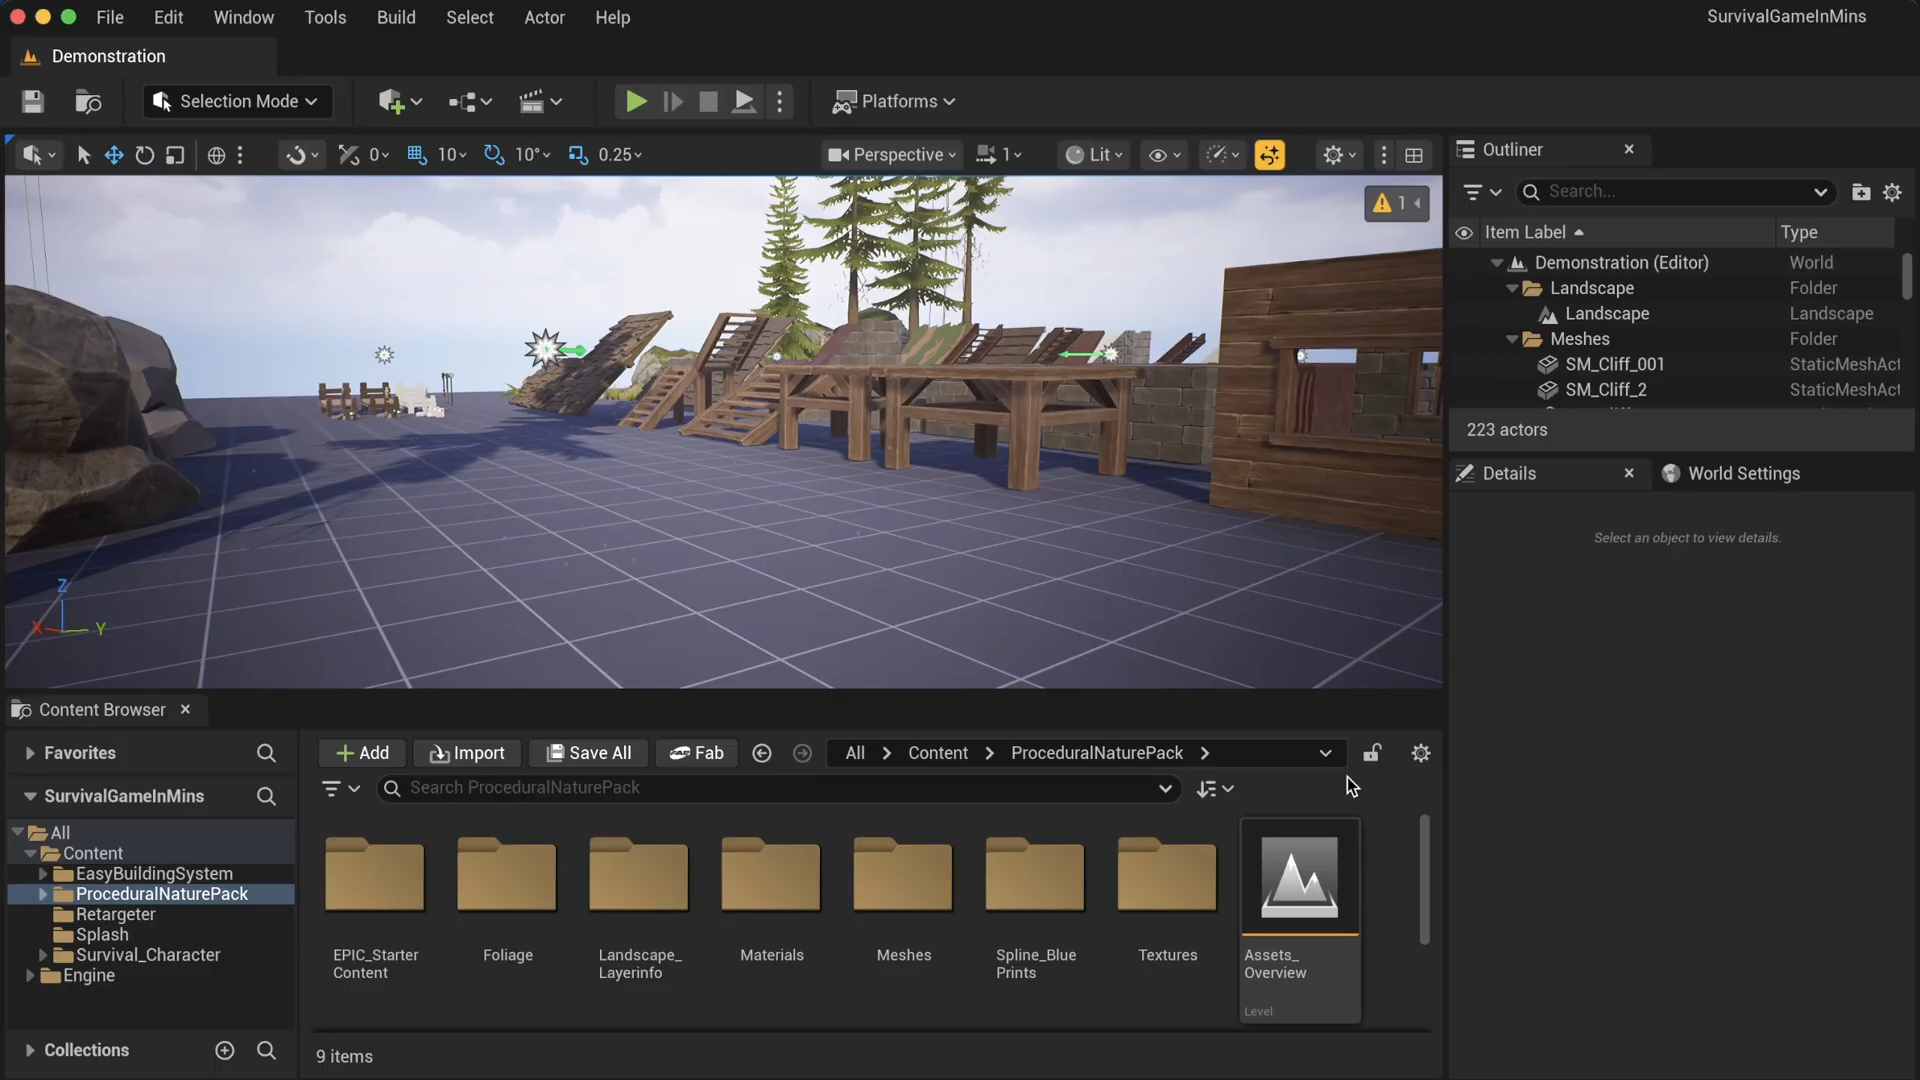 File Edit Window Tools Build Select Actor Help
SurvivalGameInMins
Demonstration
Selection Mode
Platforms
0
10
10°
0.25
Perspective
1
Lit
1
Outliner
Search...
Item Label
Type
Demonstration (Editor) World
Landscape Folder
Landscape Landscape
Meshes Folder
SM_Cliff_001 StaticMeshAct
SM_Cliff_2 StaticMeshAct
223 actors
Details
World Settings
Select an object to view details.
Z
X
Y
Content Browser
Favorites
SurvivalGameInMins
All
Content
EasyBuildingSystem
ProceduralNaturePack
Retargeter
Splash
Survival_Character
Engine
Collections
Add
Import
Save All
Fab
All
Content
ProceduralNaturePack
Search ProceduralNaturePack
EPIC_Starter
Content
Foliage
Landscape_
Layerinfo
Materials
Meshes
Spline_Blue
Prints
Textures
Assets_
Overview
Level
9 items